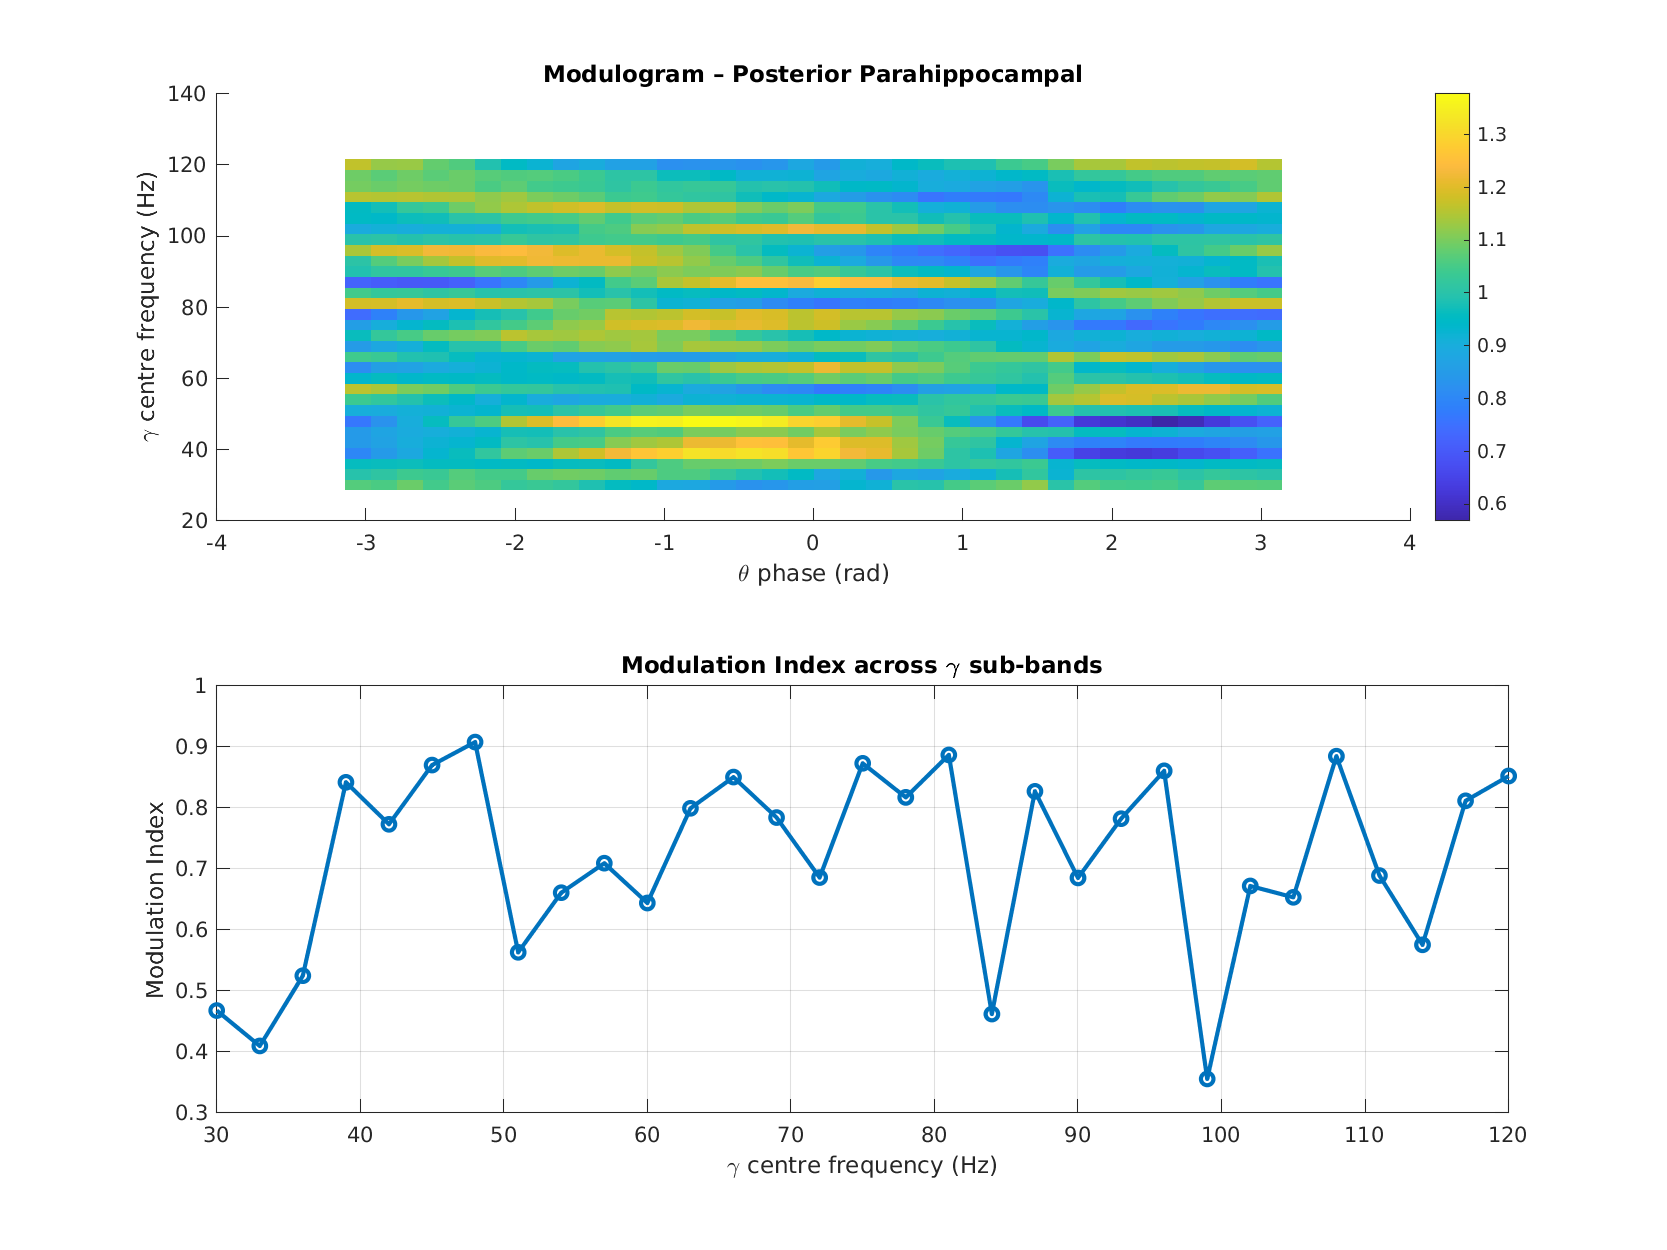 Modulogram – Posterior Parahippocampal
140
120
100
80
60
40
20
γ centre frequency (Hz)
-4 -3 -2 -1 0 1 2 3 4
θ phase (rad)
1.3
1.2
1.1
1
0.9
0.8
0.7
0.6
Modulation Index across γ sub-bands
1
0.9
0.8
0.7
0.6
0.5
0.4
0.3
Modulation Index
30 40 50 60 70 80 90 100 110 120
γ centre frequency (Hz)